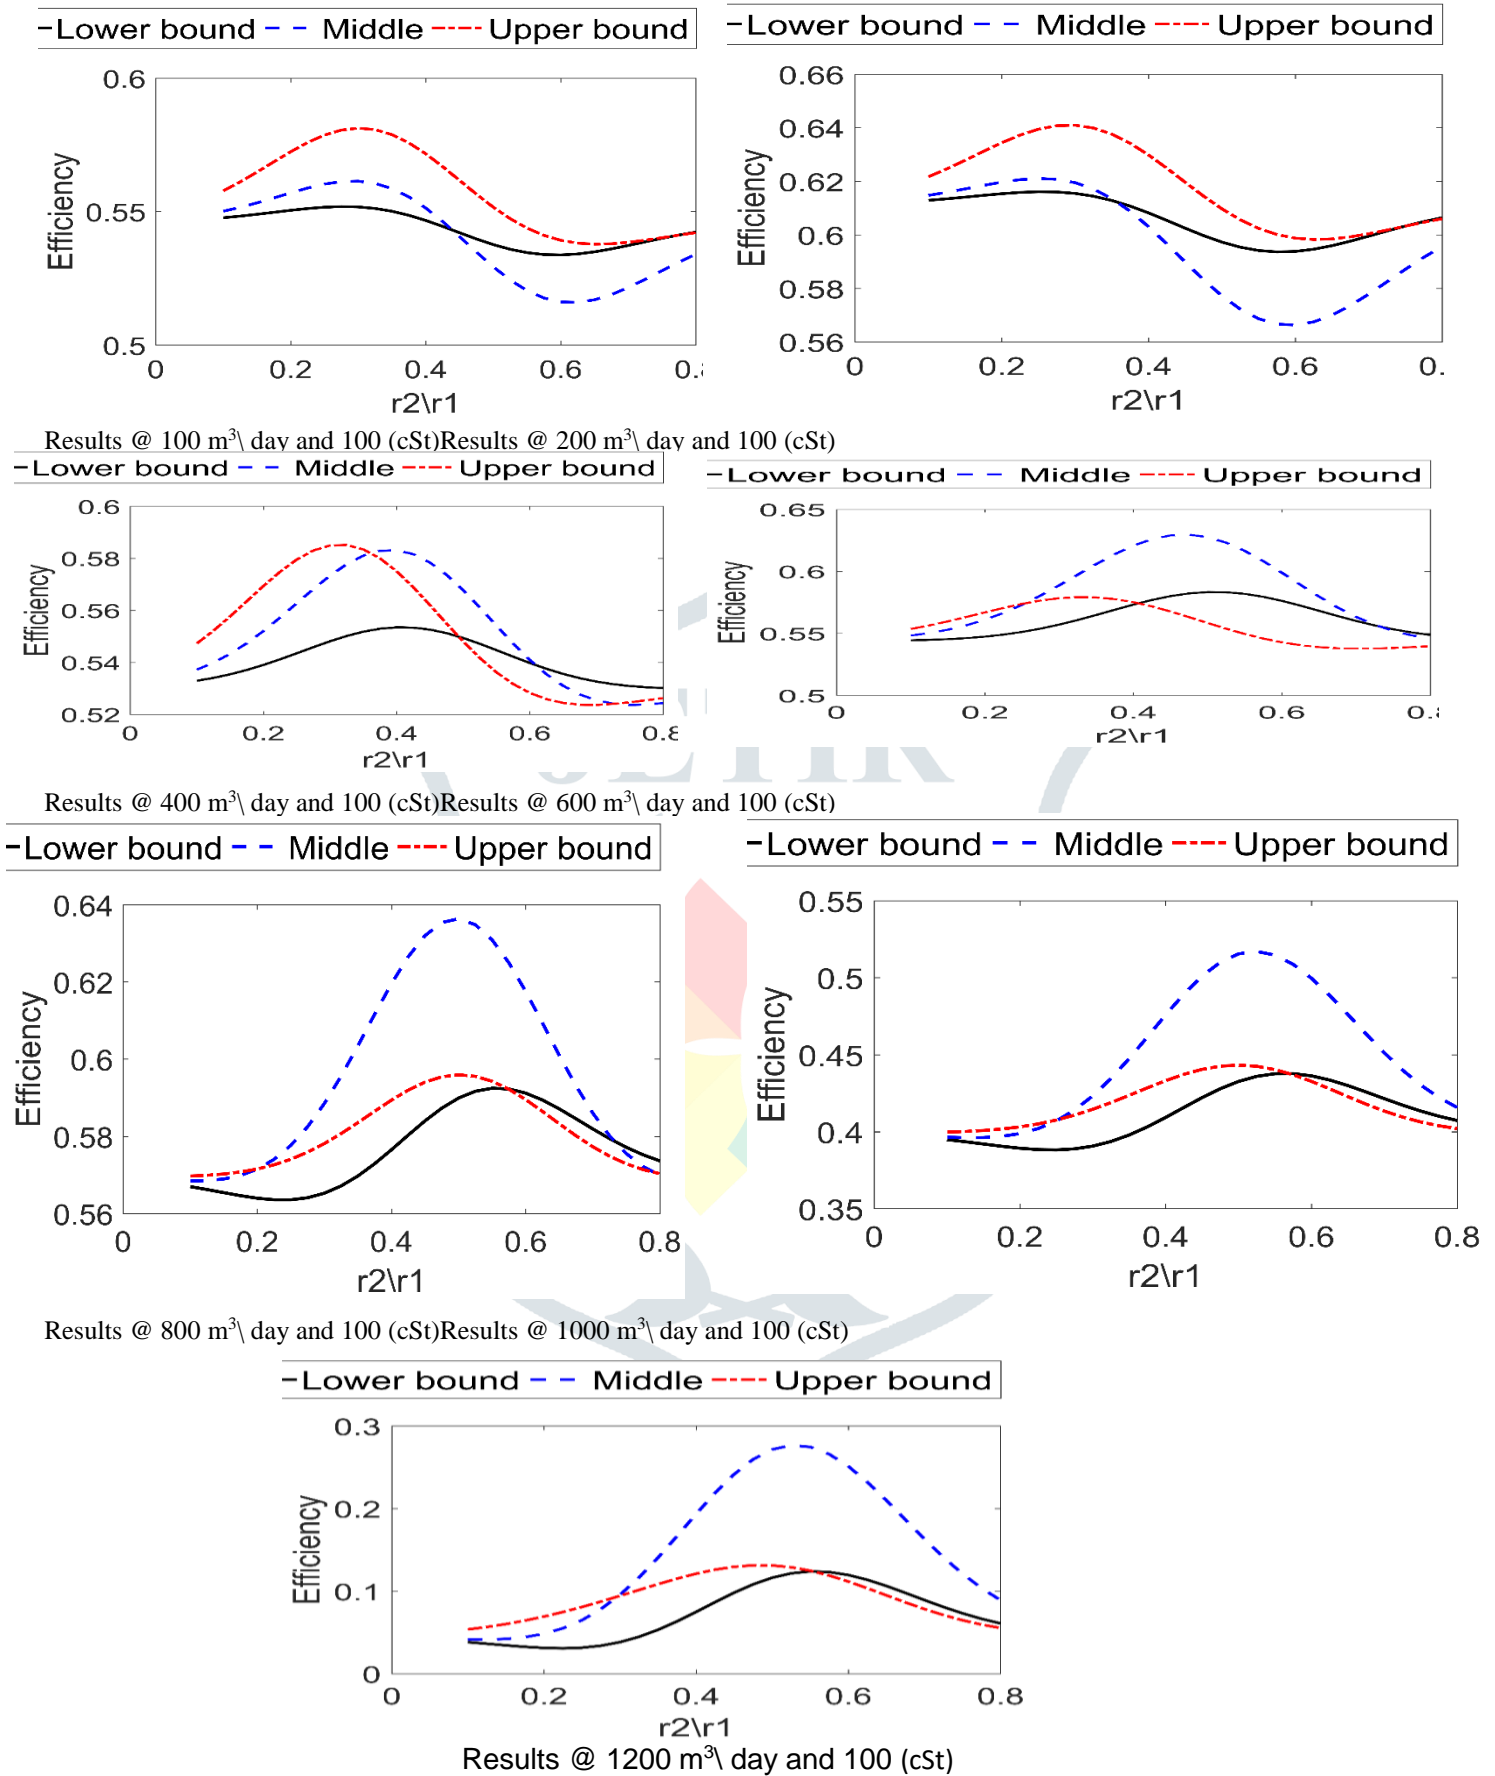 Lower bound Middle Upper bound
0.6
0.55
0.5
Efficiency
0 0.2 0.4 0.6
r2\r1
Lower bound Middle Upper bound
0.66
0.64
0.62
0.6
0.58
0.56
Efficiency
0 0.2 0.4 0.6 0.
r2\r1
Results @ 100 m³\ day and 100 (cSt)Results @ 200 m³\ day and 100 (cSt)
Lower bound Middle Upper bound
0.6
0.58
0.56
0.54
0.52
Efficiency
0 0.2 0.4 0.6 0.8
r2\r1
Lower bound Middle Upper bound
0.65
0.6
0.55
0.5
Efficiency
0 0.2 0.4 0.6
r2\r1
Results @ 400 m³\ day and 100 (cSt)Results @ 600 m³\ day and 100 (cSt)
Lower bound Middle Upper bound
0.64
0.62
0.6
0.58
0.56
Efficiency
0 0.2 0.4 0.6 0.8
r2\r1
Lower bound Middle Upper bound
0.55
0.5
0.45
0.4
0.35
Efficiency
0 0.2 0.4 0.6 0.8
r2\r1
Results @ 800 m³\ day and 100 (cSt)Results @ 1000 m³\ day and 100 (cSt)
Lower bound Middle Upper bound
0.3
0.2
0.1
0
Efficiency
0 0.2 0.4 0.6 0.8
r2\r1
Results @ 1200 m³\ day and 100 (cSt)